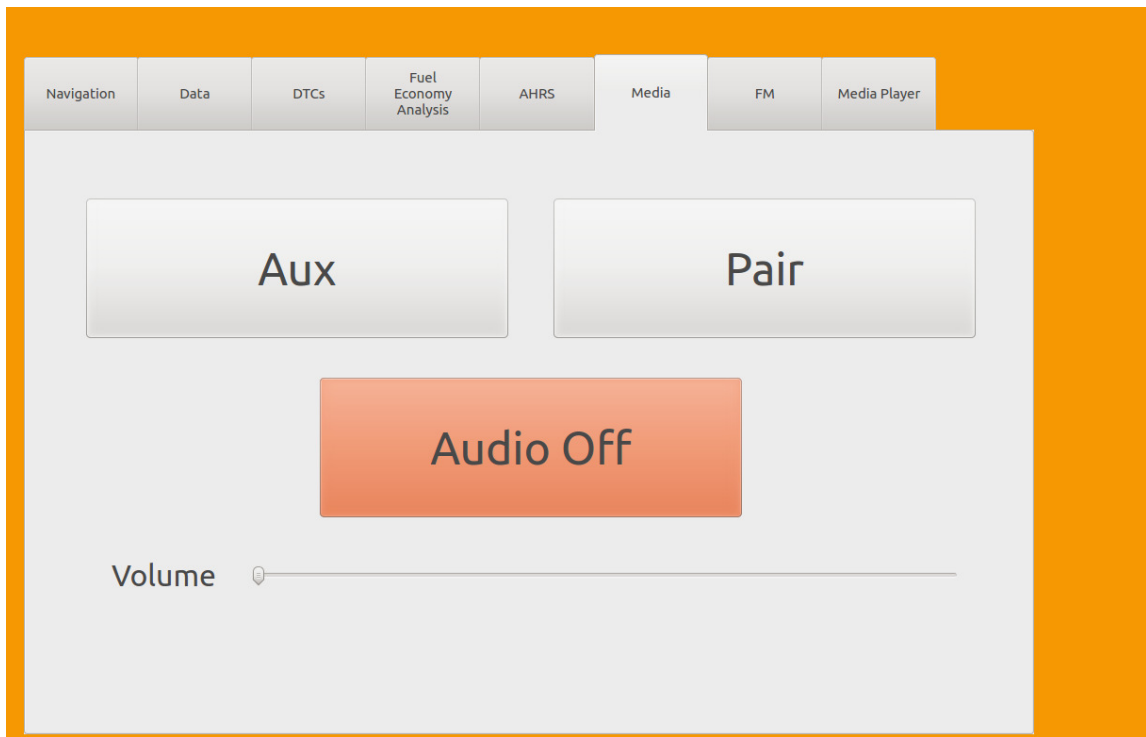 Navigation
Data
DTCs
Fuel
Economy
Analysis
AHRS
Media
FM
Media Player
Aux
Pair
Audio Off
Volume